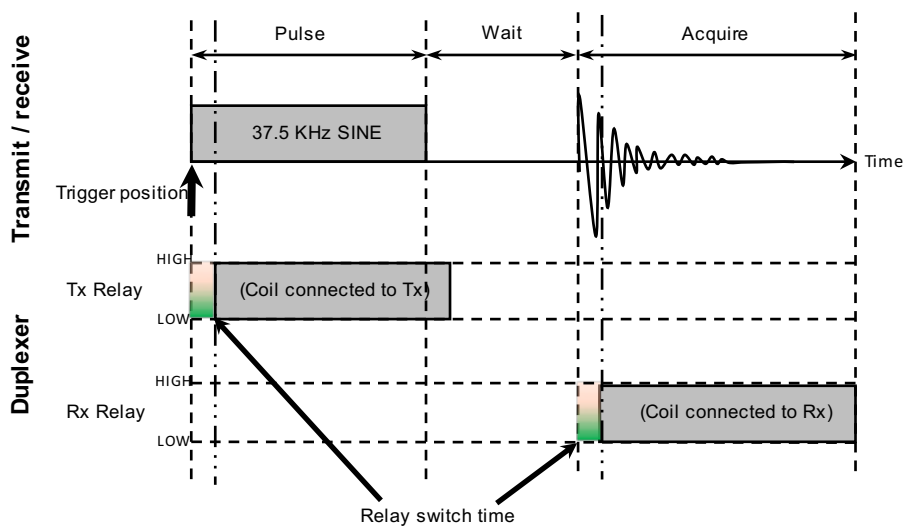 Pulse
Wait
Acquire
Transmit / receive
37.5 KHz SINE
Time
Trigger position
HIGH
Tx Relay
(Coil connected to Tx)
LOW
Duplexer
HIGH
Rx Relay
(Coil connected to Rx)
LOW
Relay switch time